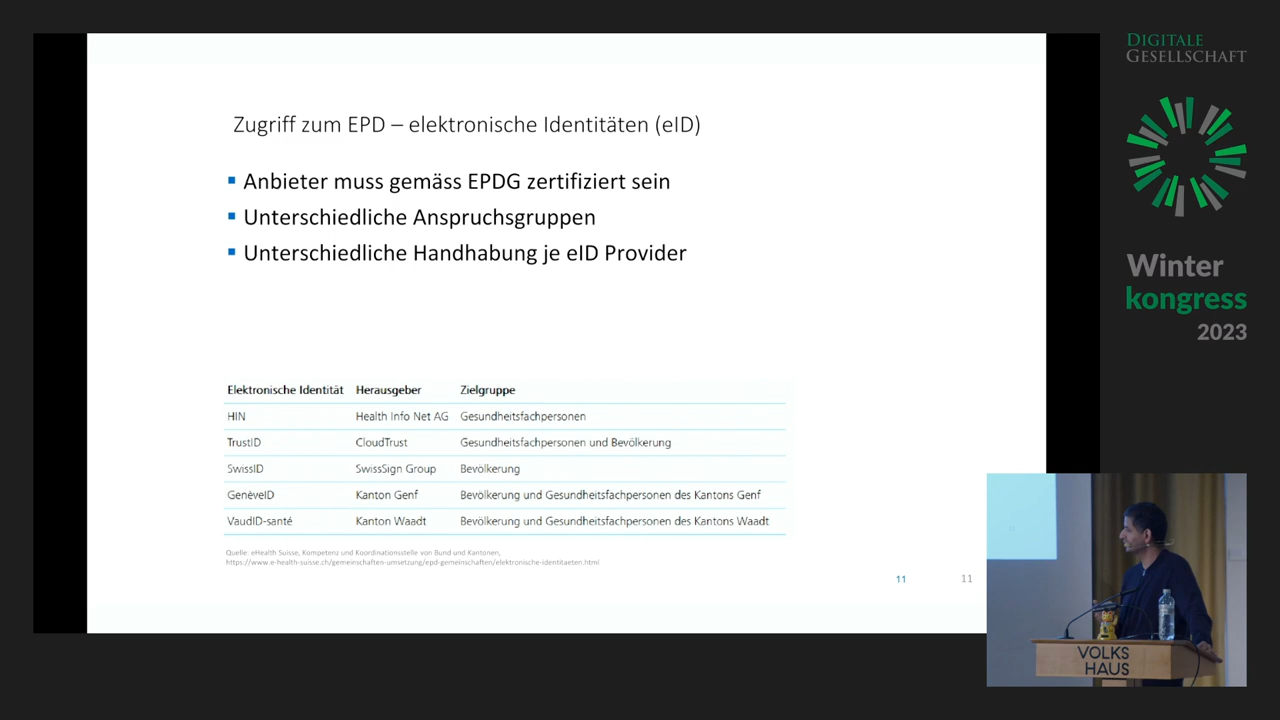 Zugriff zum EPD – elektronische Identitäten (eID)
Anbieter muss gemäss EPDG zertifiziert sein
Unterschiedliche Anspruchsgruppen
Unterschiedliche Handhabung je eID Provider
Elektronische Identität Herausgeber Zielgruppe
HIN Health Info Net AG Gesundheitsfachpersonen
TrustID CloudTrust Gesundheitsfachpersonen und Bevölkerung
SwissID SwissSign Group Bevölkerung
GenèveID Kanton Genf Bevölkerung und Gesundheitsfachpersonen des Kantons Genf
VaudID-santé Kanton Waadt Bevölkerung und Gesundheitsfachpersonen des Kantons Waadt
Quelle: eHealth Suisse, Kompetenz und Koordinationsstelle von Bund und Kantonen,
https://www.e-health-suisse.ch/gemeinschaften-umsetzung/epd-gemeinschaften/elektronische-identitaeten.html
11 11
DIGITALE
GESELLSCHAFT
Winter
kongress
2023
VOLKS
HAUS